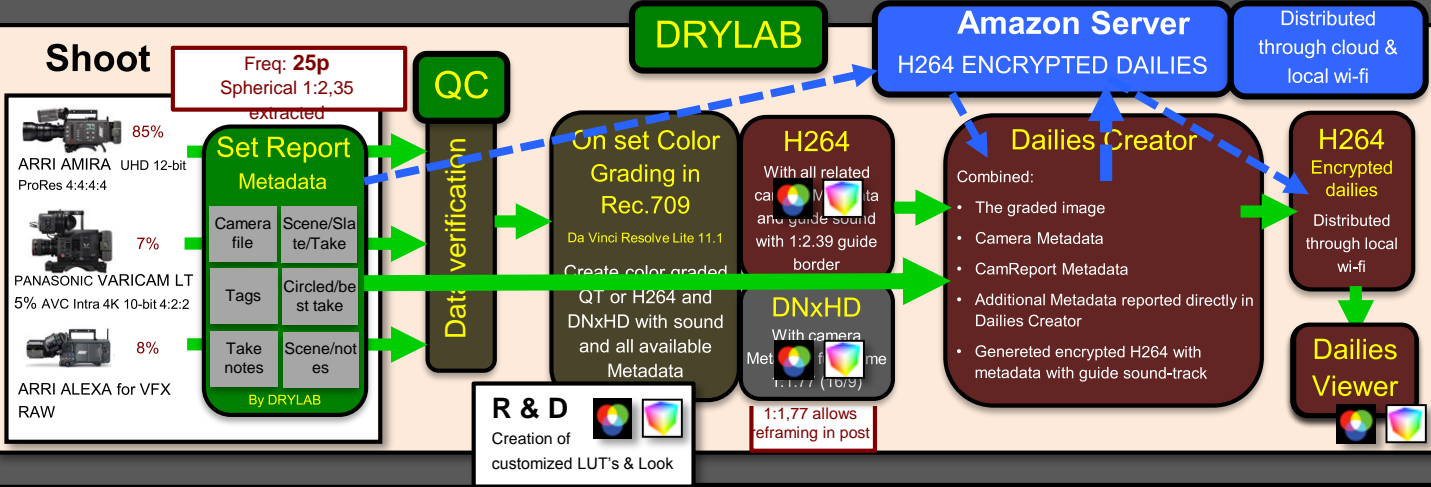 Shoot
Freq: 25p
Spherical 1:2,35
extracted
85%
ARRI AMIRA UHD 12-bit
ProRes 4:4:4:4
7%
PANASONIC VARICAM LT
5% AVC Intra 4K 10-bit 4:2:2
8%
ARRI ALEXA for VFX
RAW
Set Report
Metadata
Camera
file
Scene/Sla
te/Take
Tags
Circled/be
st take
Take
notes
Scene/not
es
By DRYLAB
QC
Data verification
DRYLAB
On set Color
Grading in
Rec.709
Da Vinci Resolve Lite 11.1
Create color graded
QT or H264 and
DNxHD with sound
and all available
Metadata
R & D
Creation of
customized LUT's & Look
H264
With all related
and guide sound
with 1:2.39 guide
border
DNxHD
With camera
1:1.77 (16/9)
1:1,77 allows
reframing in post
Amazon Server
H264 ENCRYPTED DAILIES
Distributed
through cloud &
local wi-fi
Dailies Creator
Combined:
• The graded image
• Camera Metadata
• CamReport Metadata
• Additional Metadata reported directly in
Dailies Creator
• Genereted encrypted H264 with
metadata with guide sound-track
H264
Encrypted
dailies
Distributed
through local
wi-fi
Dailies
Viewer